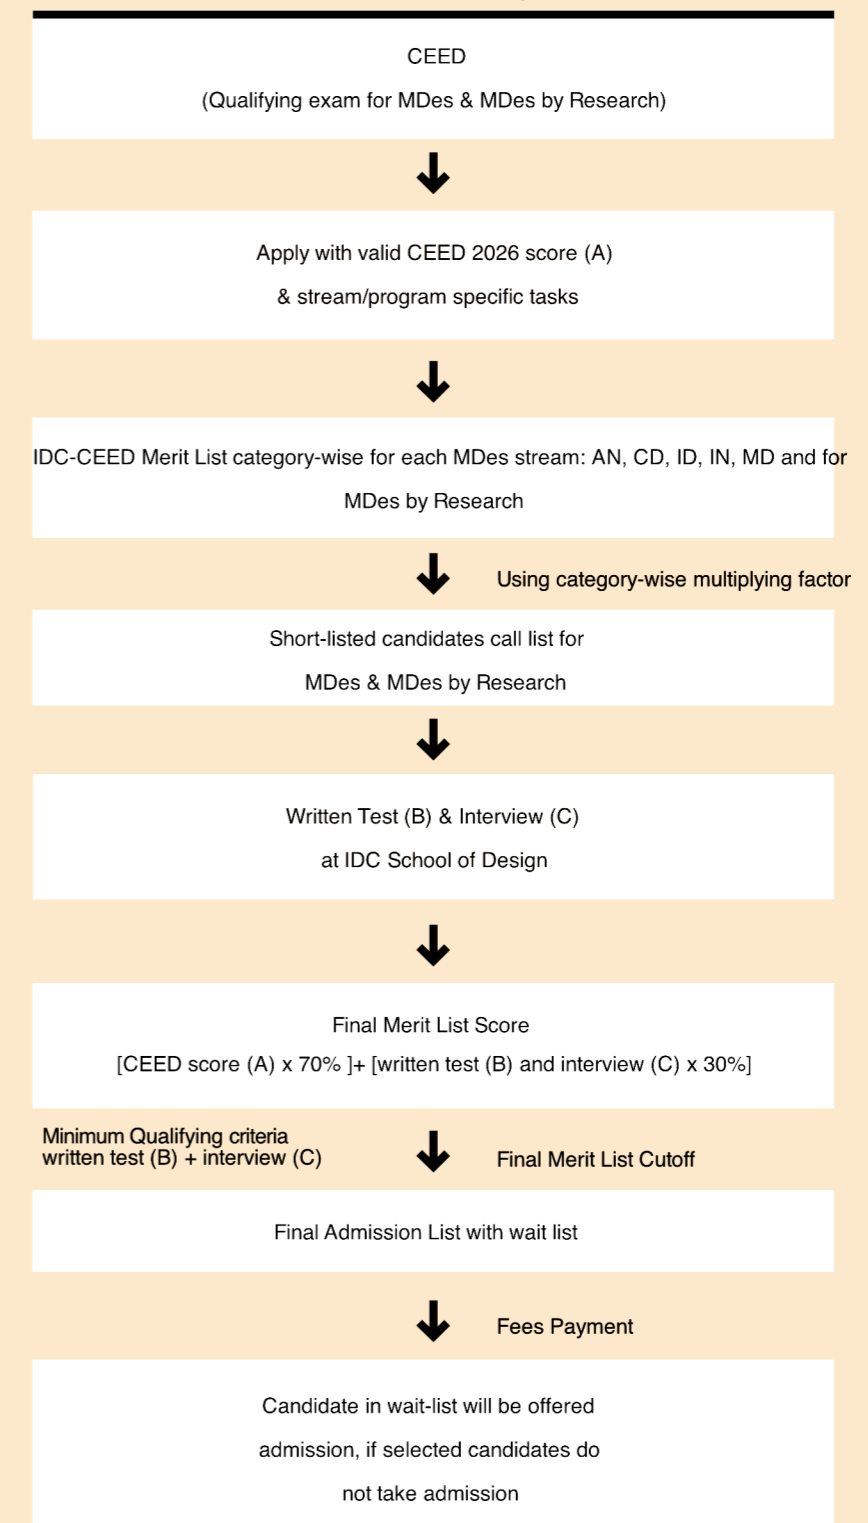 CEED
(Qualifying exam for MDes & MDes by Research)
Apply with valid CEED 2026 score (A)
& stream/program specific tasks
IDC-CEED Merit List category-wise for each MDes stream: AN, CD, ID, IN, MD and for
MDes by Research
Using category-wise multiplying factor
Short-listed candidates call list for
MDes & MDes by Research
Written Test (B) & Interview (C)
at IDC School of Design
Final Merit List Score
[CEED score (A) x 70% ]+ [written test (B) and interview (C) x 30%]
Minimum Qualifying criteria
written test (B) + interview (C)
Final Merit List Cutoff
Final Admission List with wait list
Fees Payment
Candidate in wait-list will be offered
admission, if selected candidates do
not take admission